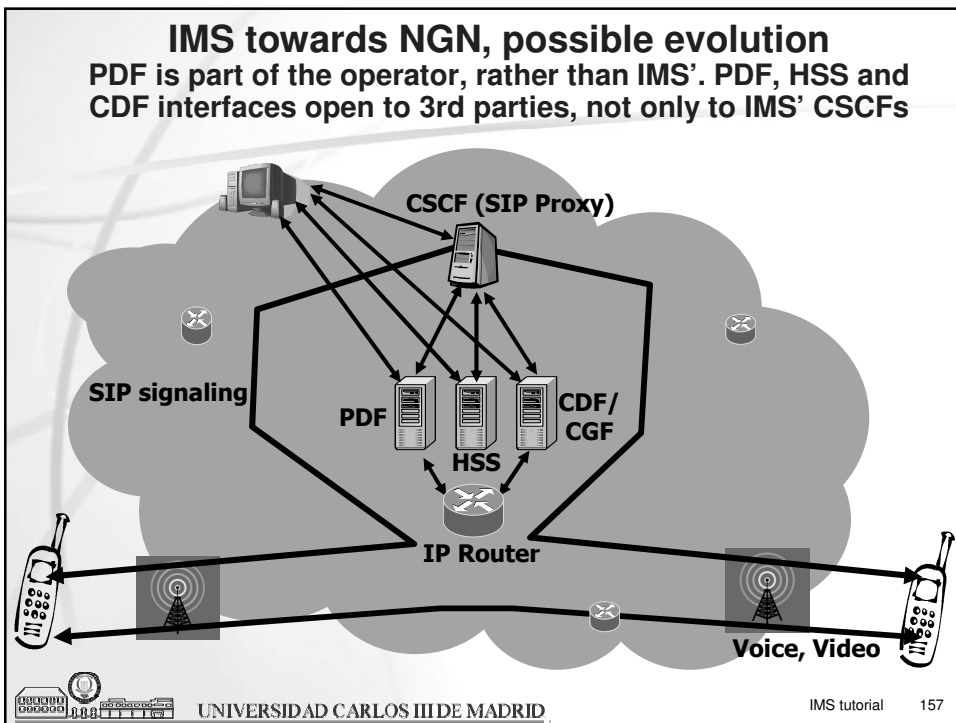 IMS towards NGN, possible evolution
PDF is part of the operator, rather than IMS’. PDF, HSS and
CDF interfaces open to 3rd parties, not only to IMS’ CSCFs
CSCF (SIP Proxy)
SIP signaling
PDF
HSS
CDF/
CGF
IP Router
Voice, Video
UNIVERSIDAD CARLOS III DE MADRID
IMS tutorial 157